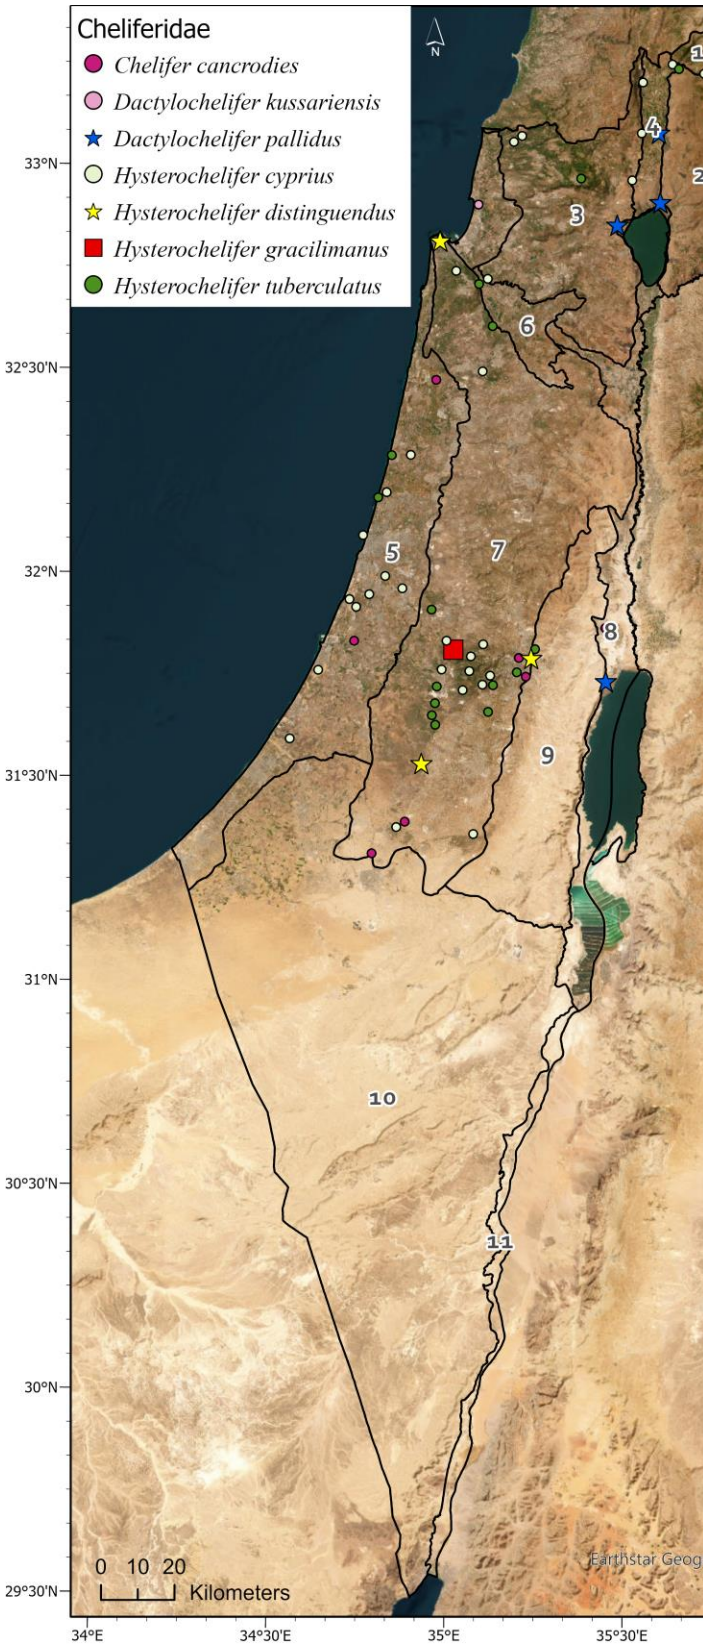 Cheliferidae
Chelifer cancrodies
Dactylochelifer kussariensis
Dactylochelifer pallidus
Hysterochelifer cyprius
Hysterochelifer distinguendus
Hysterochelifer gracilimanus
Hysterochelifer tuberculatus
N
1
4
33°N
2
3
6
32°30'N
5
7
32°N
8
9
31°30'N
31°N
10
30°30'N
11
30°N
Earthstar Geog
0 10 20
Kilometers
29°30'N
34°E
34°30'E
35°E
35°30'E